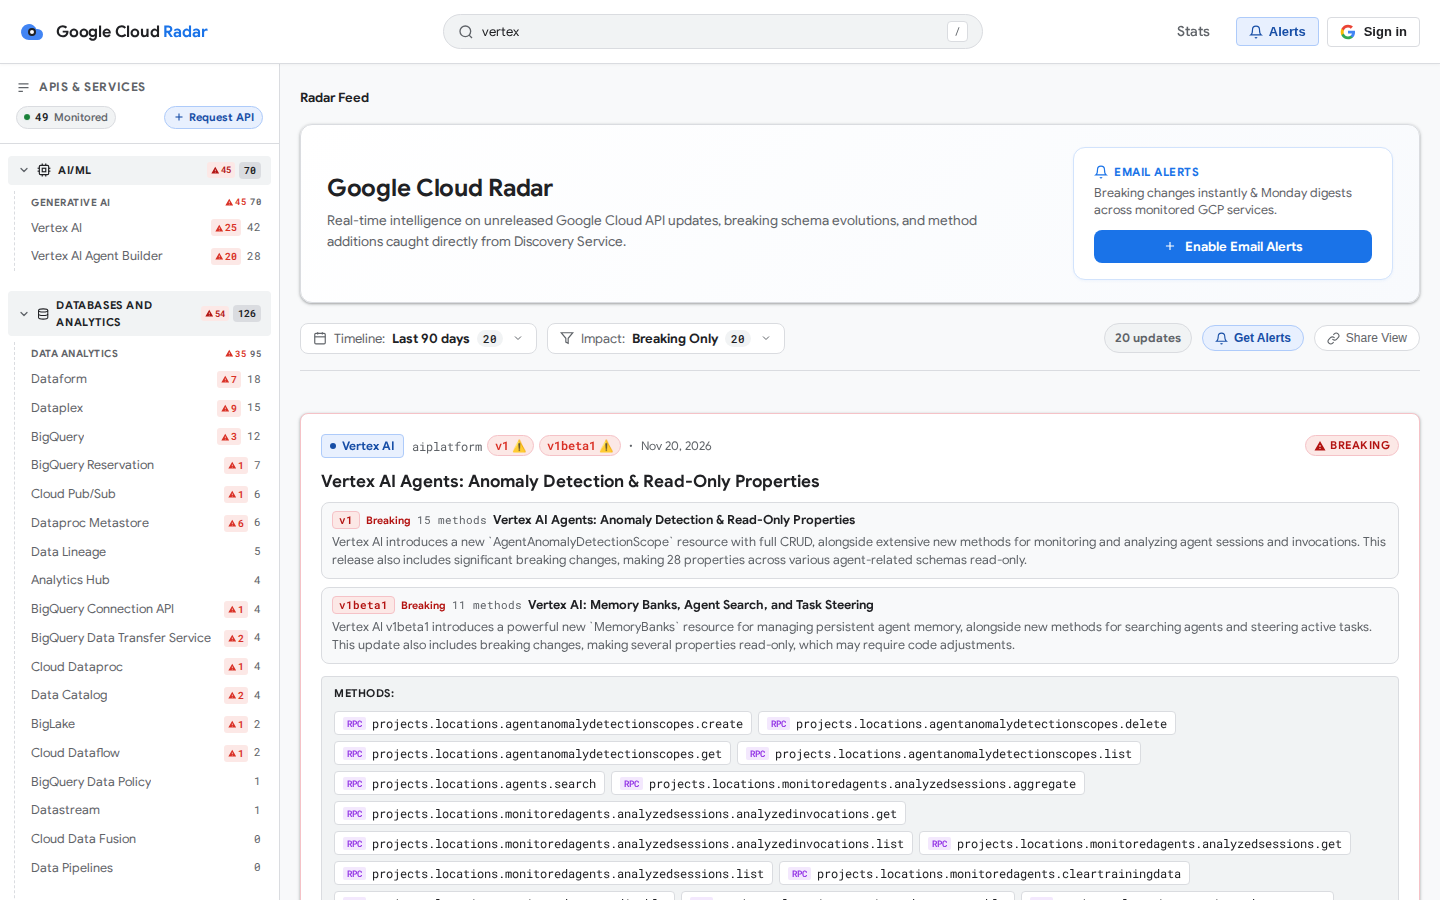 Google Cloud Radar
vertex
/
Stats
Alerts
Sign in
APIS & SERVICES
49 Monitored
Request API
AI/ML 45 70
GENERATIVE AI 45 70
Vertex AI 25 42
Vertex AI Agent Builder 20 28
DATABASES AND ANALYTICS 54 126
DATA ANALYTICS 35 95
Dataform 7 18
Dataplex 9 15
BigQuery 3 12
BigQuery Reservation 1 7
Cloud Pub/Sub 1 6
Dataproc Metastore 6 6
Data Lineage 5
Analytics Hub 4
BigQuery Connection API 1 4
BigQuery Data Transfer Service 2 4
Cloud Dataproc 1 4
Data Catalog 2 4
BigLake 1 2
Cloud Dataflow 1 2
BigQuery Data Policy 1
Datastream 1
Cloud Data Fusion 0
Data Pipelines 0
Radar Feed
Google Cloud Radar
Real-time intelligence on unreleased Google Cloud API updates, breaking schema evolutions, and method
additions caught directly from Discovery Service.
EMAIL ALERTS
Breaking changes instantly & Monday digests
across monitored GCP services.
Enable Email Alerts
Timeline: Last 90 days 20
Impact: Breaking Only 20
20 updates
Get Alerts
Share View
Vertex AI aiplatform v1 v1beta1 • Nov 20, 2026
BREAKING
Vertex AI Agents: Anomaly Detection & Read-Only Properties
v1 Breaking 15 methods Vertex AI Agents: Anomaly Detection & Read-Only Properties
Vertex AI introduces a new `AgentAnomalyDetectionScope` resource with full CRUD, alongside extensive new methods for monitoring and analyzing agent sessions and invocations. This
release also includes significant breaking changes, making 28 properties across various agent-related schemas read-only.
v1beta1 Breaking 11 methods Vertex AI: Memory Banks, Agent Search, and Task Steering
Vertex AI v1beta1 introduces a powerful new `MemoryBanks` resource for managing persistent agent memory, alongside new methods for searching agents and steering active tasks.
This update also includes breaking changes, making several properties read-only, which may require code adjustments.
METHODS:
RPC projects.locations.agentanomalydetectionscopes.create RPC projects.locations.agentanomalydetectionscopes.delete
RPC projects.locations.agentanomalydetectionscopes.get RPC projects.locations.agentanomalydetectionscopes.list
RPC projects.locations.agents.search RPC projects.locations.monitoredagents.analyzedsessions.aggregate
RPC projects.locations.monitoredagents.analyzedsessions.analyzedinvocations.get
RPC projects.locations.monitoredagents.analyzedsessions.analyzedinvocations.list RPC projects.locations.monitoredagents.analyzedsessions.get
RPC projects.locations.monitoredagents.analyzedsessions.list RPC projects.locations.monitoredagents.cleartrainingdata